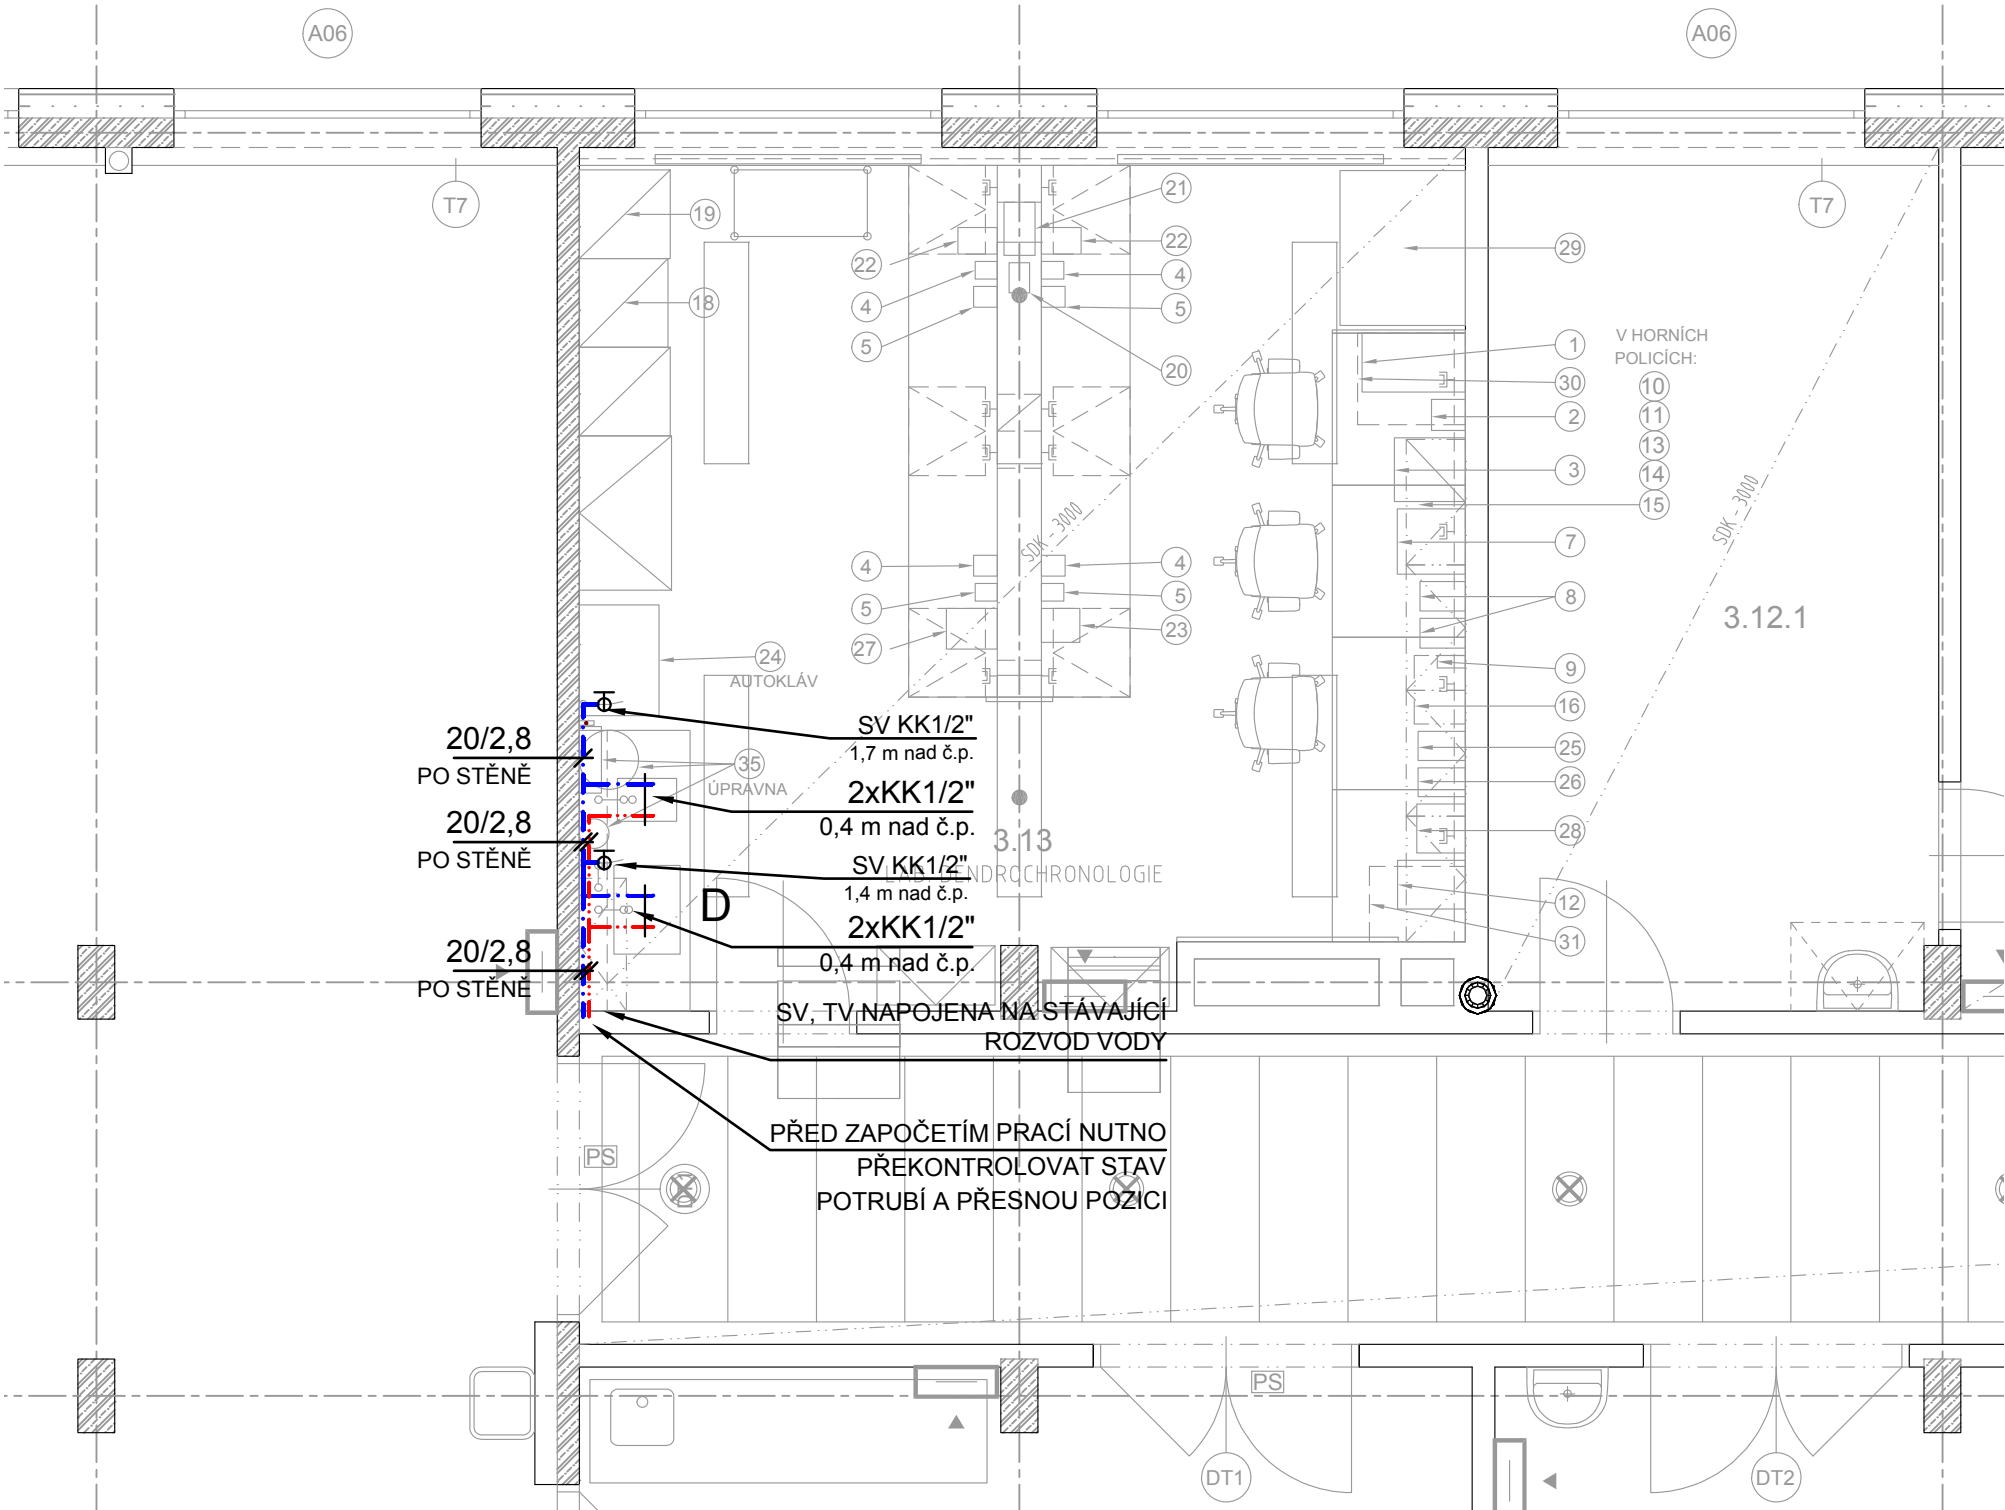 A06
A06
T7
T7
19
18
21
22
22
4
4
5
5
20
29
1
30
2
3
15
7
8
9
16
25
26
28
12
31
V HORNÍCH
POLICÍCH:
10
11
13
14
15
SDK - 3000
SDK - 3000
3.12.1
4
4
5
5
27
23
24
AUTOKLÁV
35
ÚPRAVNA
20/2,8
PO STĚNĚ
20/2,8
PO STĚNĚ
20/2,8
PO STĚNĚ
SV KK1/2"
1,7 m nad č.p.
2xKK1/2"
0,4 m nad č.p.
3.13
LAB. DENDROCHRONOLOGIE
SV KK1/2"
1,4 m nad č.p.
D
2xKK1/2"
0,4 m nad č.p.
SV, TV NAPOJENA NA STÁVAJÍCÍ
ROZVOD VODY
PŘED ZAPOČETÍM PRACÍ NUTNO
PŘEKONTROLOVAT STAV
POTRUBÍ A PŘESNOU POZICI
PS
PS
DT1
DT2